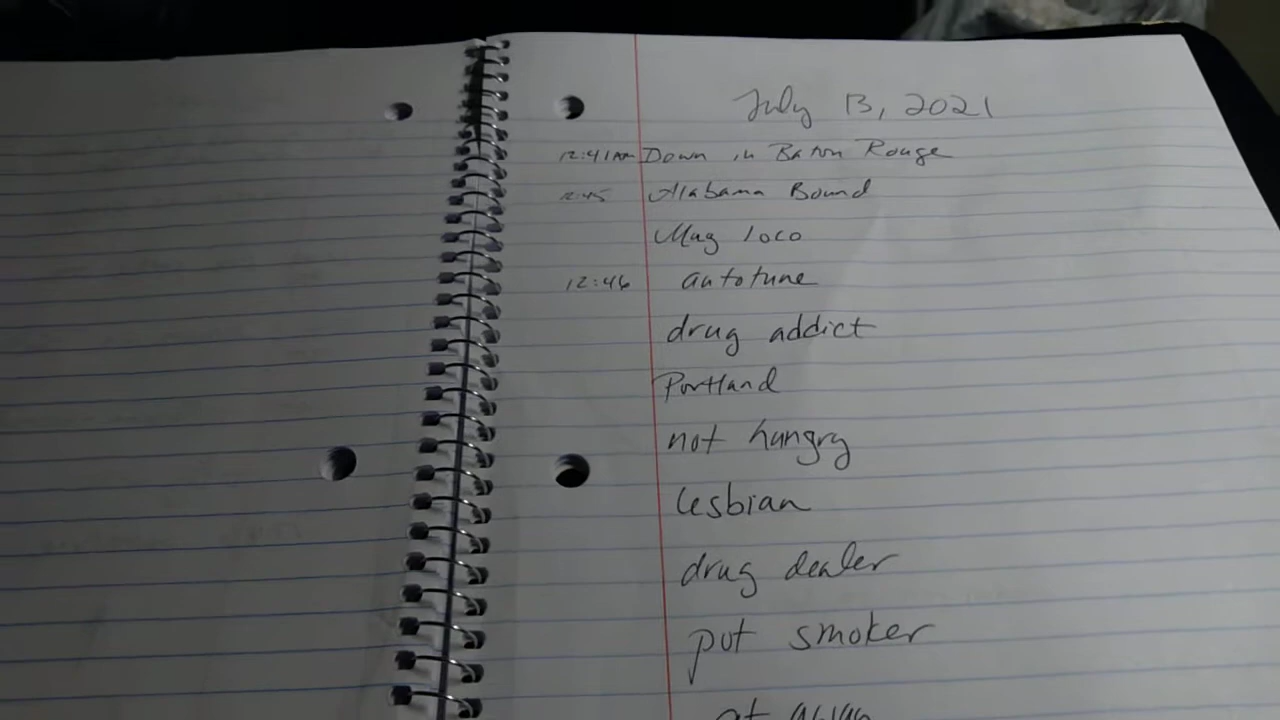 July 13, 2021
12:41AM Down in Baton Rouge
12:45 Alabama Bound
Muy loco
12:46 autotune
drug addict
Portland
not hungry
lesbian
drug dealer
pot smoker